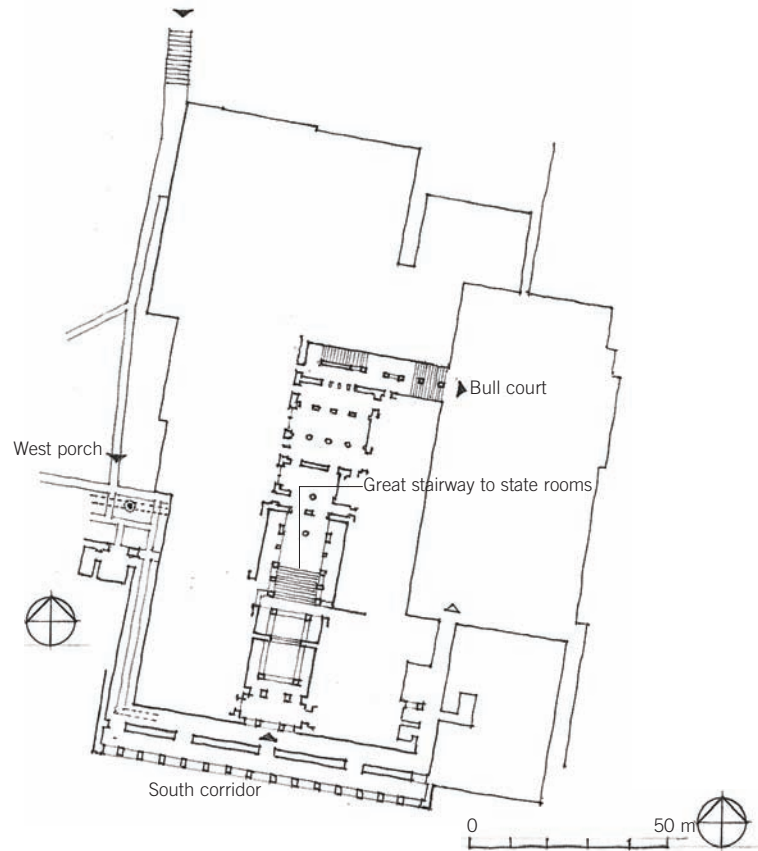 Bull court
West porch
Great stairway to state rooms
South corridor
0 50 m